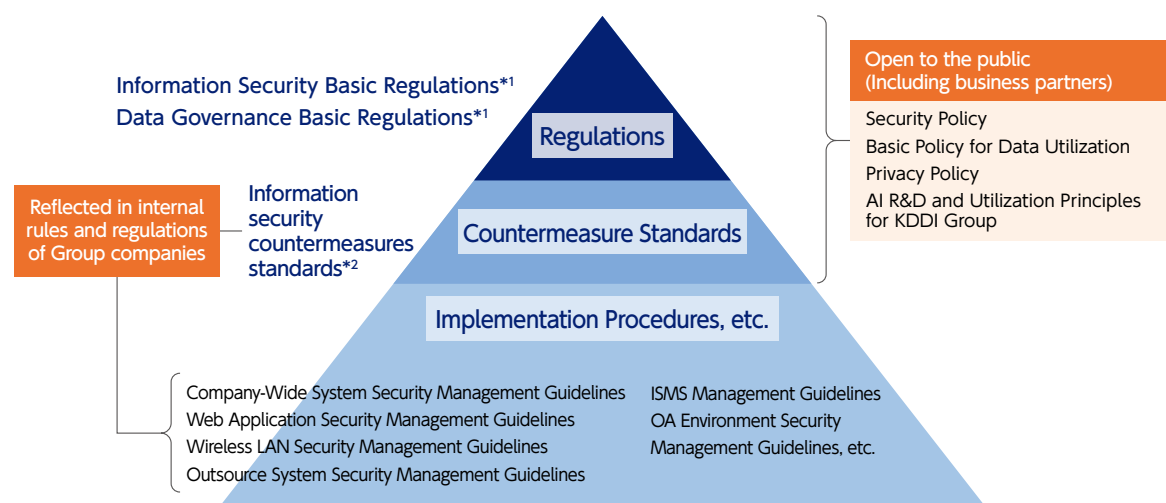 Information Security Basic Regulations*1
Data Governance Basic Regulations*1
Regulations
Open to the public
(Including business partners)
Security Policy
Basic Policy for Data Utilization
Privacy Policy
AI R&D and Utilization Principles
for KDDI Group
Reflected in internal
rules and regulations
of Group companies
Information
security
countermeasures
standards*2
Countermeasure Standards
Implementation Procedures, etc.
Company-Wide System Security Management Guidelines
Web Application Security Management Guidelines
Wireless LAN Security Management Guidelines
Outsource System Security Management Guidelines
ISMS Management Guidelines
OA Environment Security
Management Guidelines, etc.